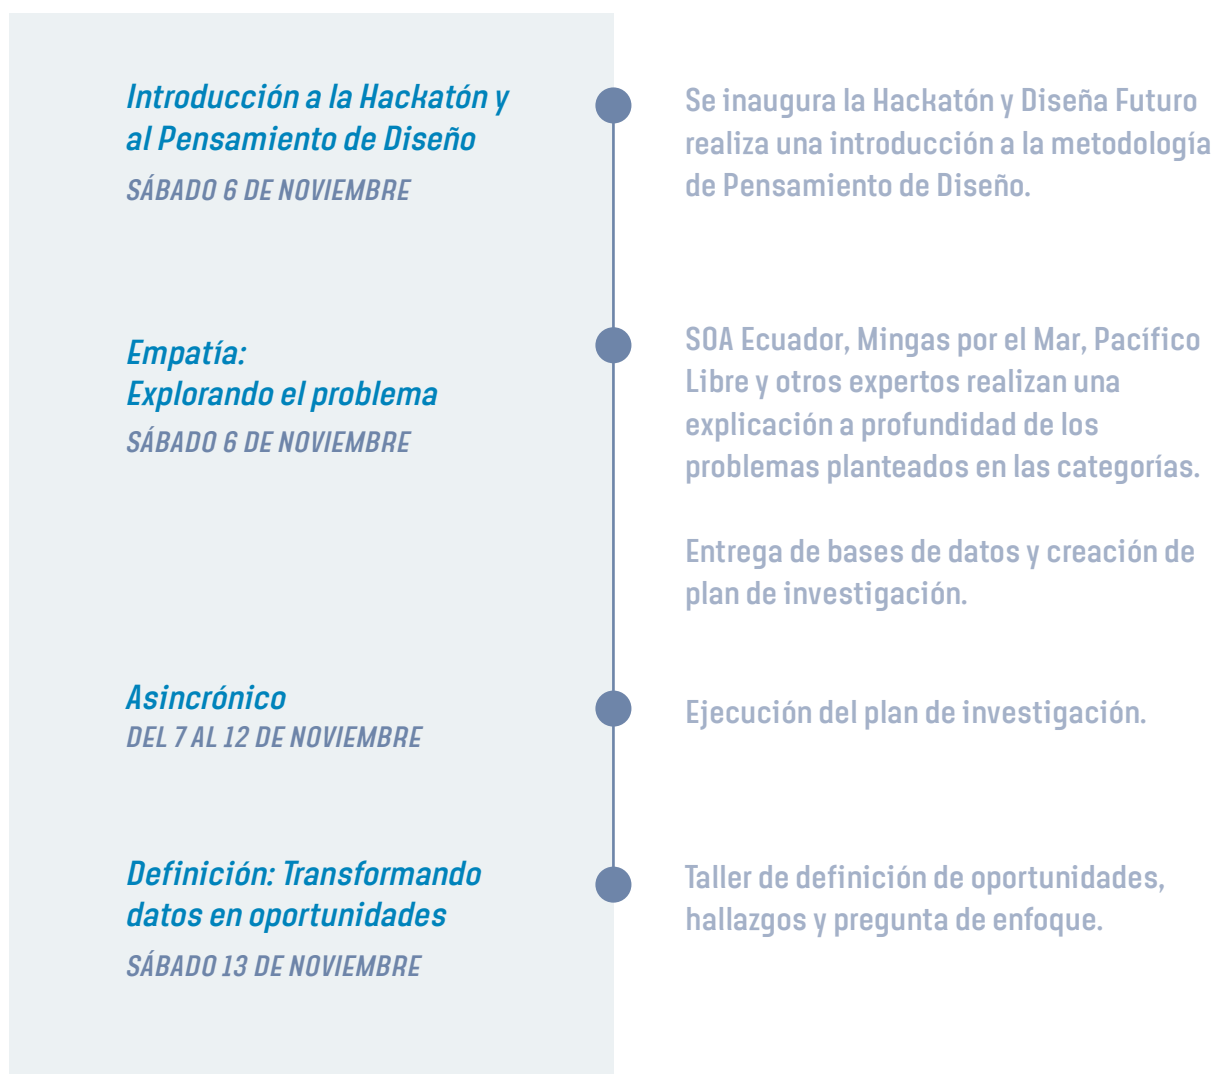 Introducción a la Hackatón y
al Pensamiento de Diseño
SÁBADO 6 DE NOVIEMBRE
Se inaugura la Hackatón y Diseña Futuro
realiza una introducción a la metodología
de Pensamiento de Diseño.
Empatía:
Explorando el problema
SÁBADO 6 DE NOVIEMBRE
SOA Ecuador, Mingas por el Mar, Pacífico
Libre y otros expertos realizan una
explicación a profundidad de los
problemas planteados en las categorías.
Entrega de bases de datos y creación de
plan de investigación.
Asincrónico
DEL 7 AL 12 DE NOVIEMBRE
Ejecución del plan de investigación.
Definición: Transformando
datos en oportunidades
SÁBADO 13 DE NOVIEMBRE
Taller de definición de oportunidades,
hallazgos y pregunta de enfoque.